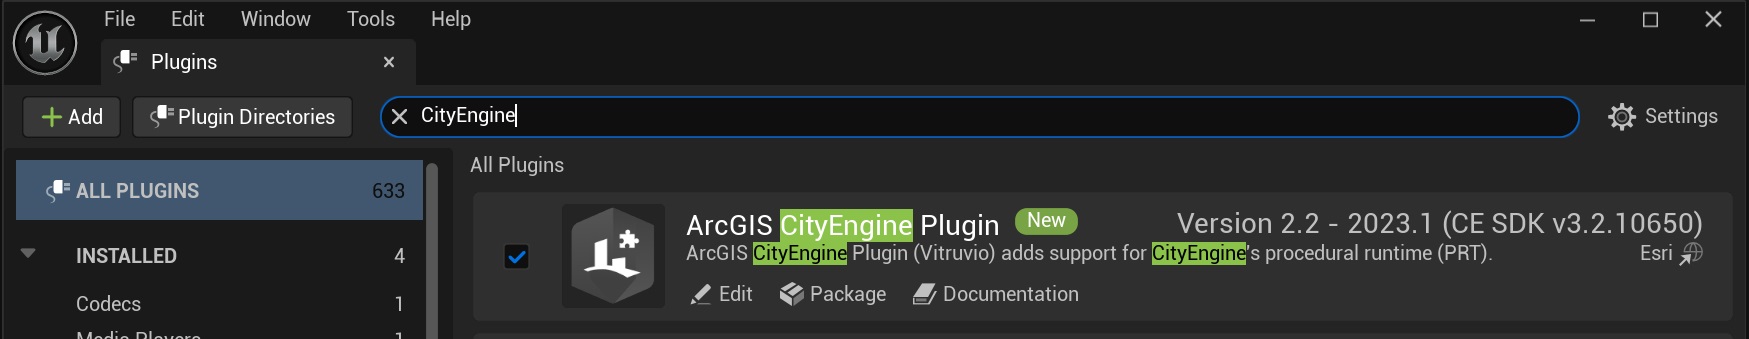 File Edit Window Tools Help
Plugins
Add Plugin Directories CityEngine Settings
All Plugins
ALL PLUGINS 633
ArcGIS CityEngine Plugin New Version 2.2 - 2023.1 (CE SDK v3.2.10650)
ArcGIS CityEngine Plugin (Vitruvio) adds support for CityEngine's procedural runtime (PRT). Esri
INSTALLED 4
Edit Package Documentation
Codecs 1
Media Players 1